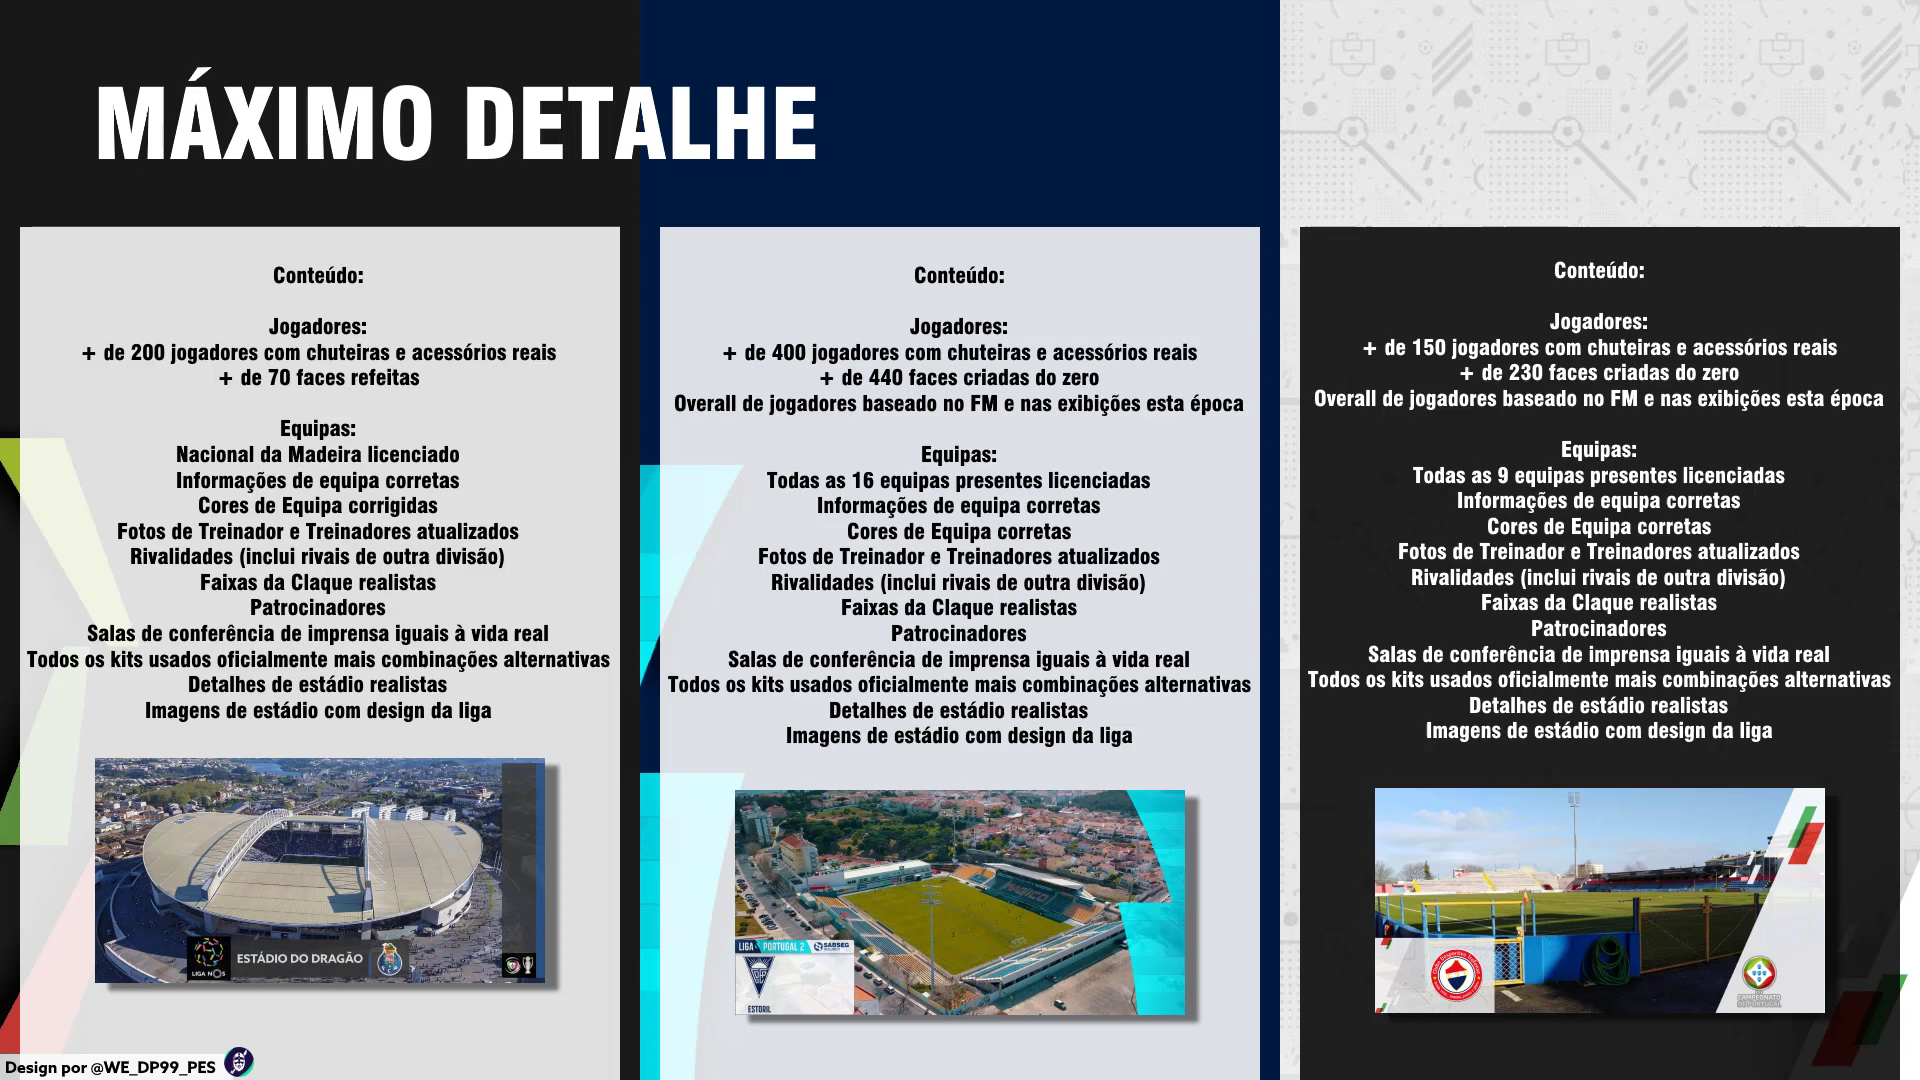 MÁXIMO DETALHE
Conteúdo:
Jogadores:
+ de 200 jogadores com chuteiras e acessórios reais
+ de 70 faces refeitas
Equipas:
Nacional da Madeira licenciado
Informações de equipa corretas
Cores de Equipa corrigidas
Fotos de Treinador e Treinadores atualizados
Rivalidades (inclui rivais de outra divisão)
Faixas da Claque realistas
Patrocinadores
Salas de conferência de imprensa iguais à vida real
Todos os kits usados oficialmente mais combinações alternativas
Detalhes de estádio realistas
Imagens de estádio com design da liga
LIGA NOS
ESTÁDIO DO DRAGÃO
Conteúdo:
Jogadores:
+ de 400 jogadores com chuteiras e acessórios reais
+ de 440 faces criadas do zero
Overall de jogadores baseado no FM e nas exibições esta época
Equipas:
Todas as 16 equipas presentes licenciadas
Informações de equipa corretas
Cores de Equipa corretas
Fotos de Treinador e Treinadores atualizados
Rivalidades (inclui rivais de outra divisão)
Faixas da Claque realistas
Patrocinadores
Salas de conferência de imprensa iguais à vida real
Todos os kits usados oficialmente mais combinações alternativas
Detalhes de estádio realistas
Imagens de estádio com design da liga
LIGA PORTUGAL 2 SABSEG
ESTORIL
Conteúdo:
Jogadores:
+ de 150 jogadores com chuteiras e acessórios reais
+ de 230 faces criadas do zero
Overall de jogadores baseado no FM e nas exibições esta época
Equipas:
Todas as 9 equipas presentes licenciadas
Informações de equipa corretas
Cores de Equipa corretas
Fotos de Treinador e Treinadores atualizados
Rivalidades (inclui rivais de outra divisão)
Faixas da Claque realistas
Patrocinadores
Salas de conferência de imprensa iguais à vida real
Todos os kits usados oficialmente mais combinações alternativas
Detalhes de estádio realistas
Imagens de estádio com design da liga
CAMPEONATO
DE PORTUGAL
Design por @WE_DP99_PES